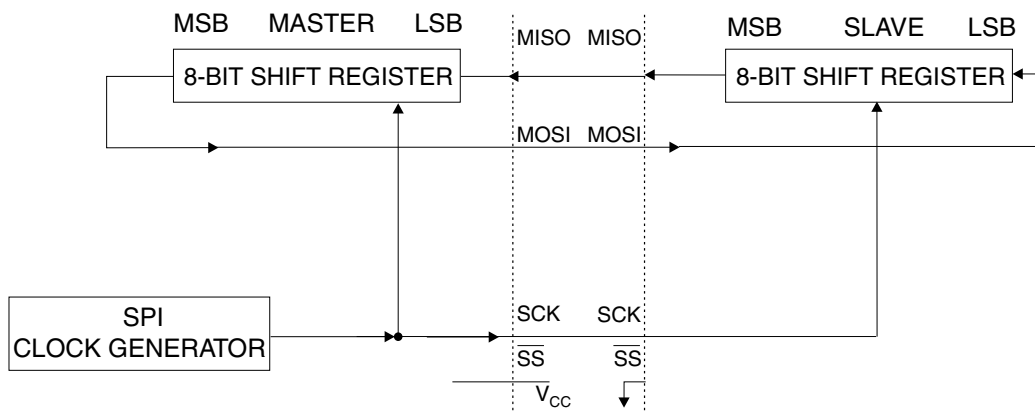 MSB MASTER LSB
MISO MISO
MSB SLAVE LSB
8-BIT SHIFT REGISTER
8-BIT SHIFT REGISTER
MOSI MOSI
SPI
CLOCK GENERATOR
SCK SCK
SS SS
VCC